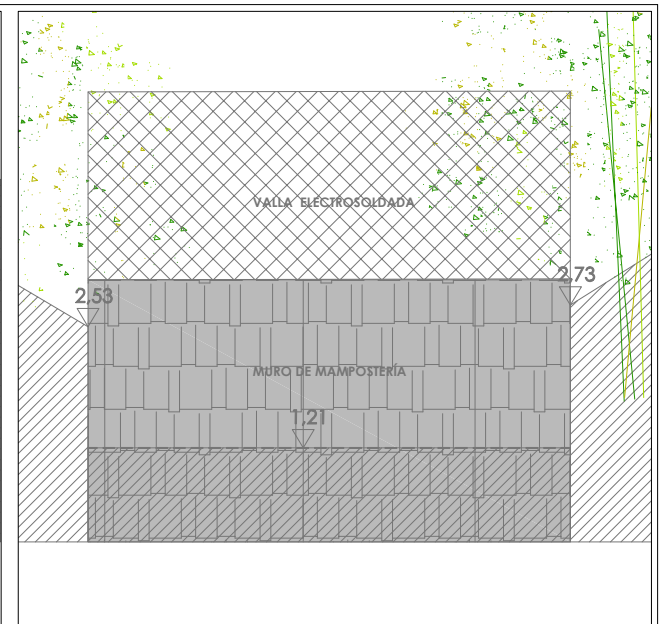 VALLA ELECTROSOLDADA
2,73
2,53
MURO DE MAMPOSTERÍA
1,21